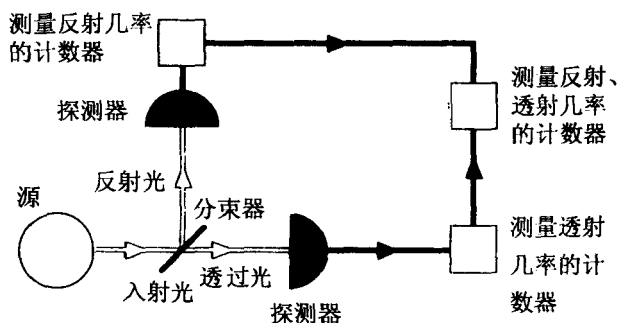 测量反射几率
的计数器
探测器
测量反射、
透射几率
的计数器
反射光
源
分束器
入射光
透过光
探测器
测量透射
几率的计
数器